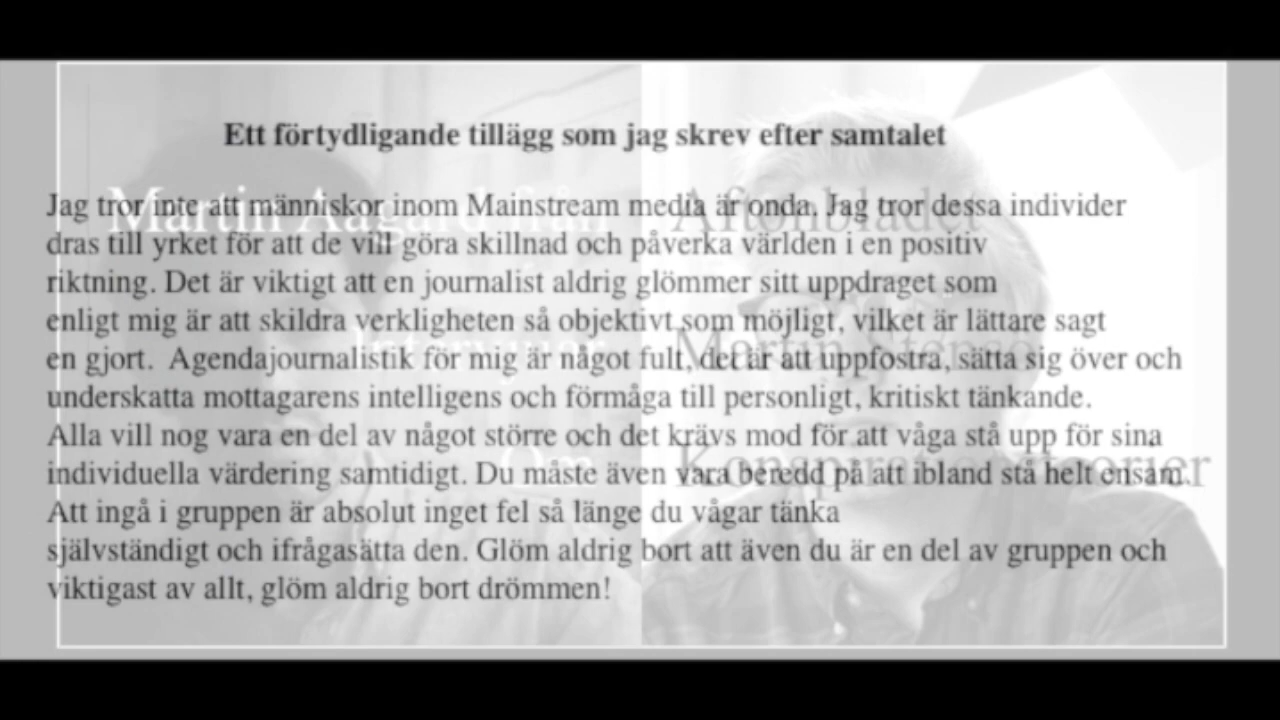 Ett förtydligande tillägg som jag skrev efter samtalet
Jag tror inte att människor inom Mainstream media är onda. Jag tror dessa individer
dras till yrket för att de vill göra skillnad och påverka världen i en positiv
riktning. Det är viktigt att en journalist aldrig glömmer sitt uppdraget som
enligt mig är att skildra verkligheten så objektivt som möjligt, vilket är lättare sagt
en gjort. Agendajournalistik för mig är något fult, det är att uppfostra, sätta sig över och
underskatta mottagarens intelligens och förmåga till personligt, kritiskt tänkande.
Alla vill nog vara en del av något större och det krävs mod för att våga stå upp för sina
individuella värdering samtidigt. Du måste även vara beredd på att ibland stå helt ensam.
Att ingå i gruppen är absolut inget fel så länge du vågar tänka
självständigt och ifrågasätta den. Glöm aldrig bort att även du är en del av gruppen och
viktigast av allt, glöm aldrig bort drömmen!
Martin Aagård från Aftonbladet
Intervjuar Martin
Om Konspirationsteorier